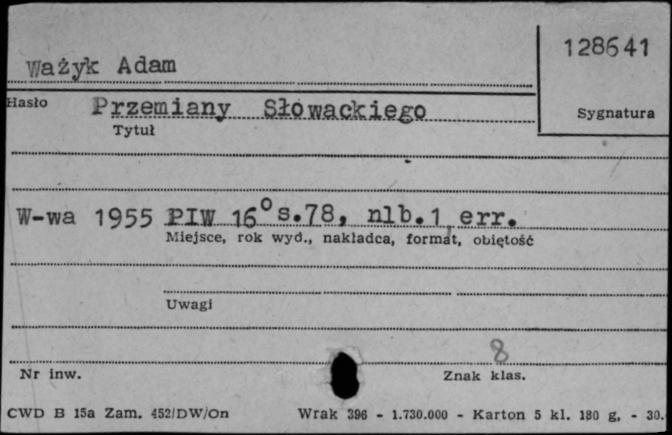 128641
Ważyk Adam
Hasło
Przemiany Słowackiego
Sygnatura
Tytuł
W-wa 1955 PIW 16° s.78, nlb.1, err.
Miejsce, rok wyd., nakładca, format, obiętość
Uwagi
8
Nr inw.
Znak klas.
CWD B 15a Zam. 452/DW/On Wrak 396 - 1.730.000 - Karton 5 kl. 180 g. - 30.